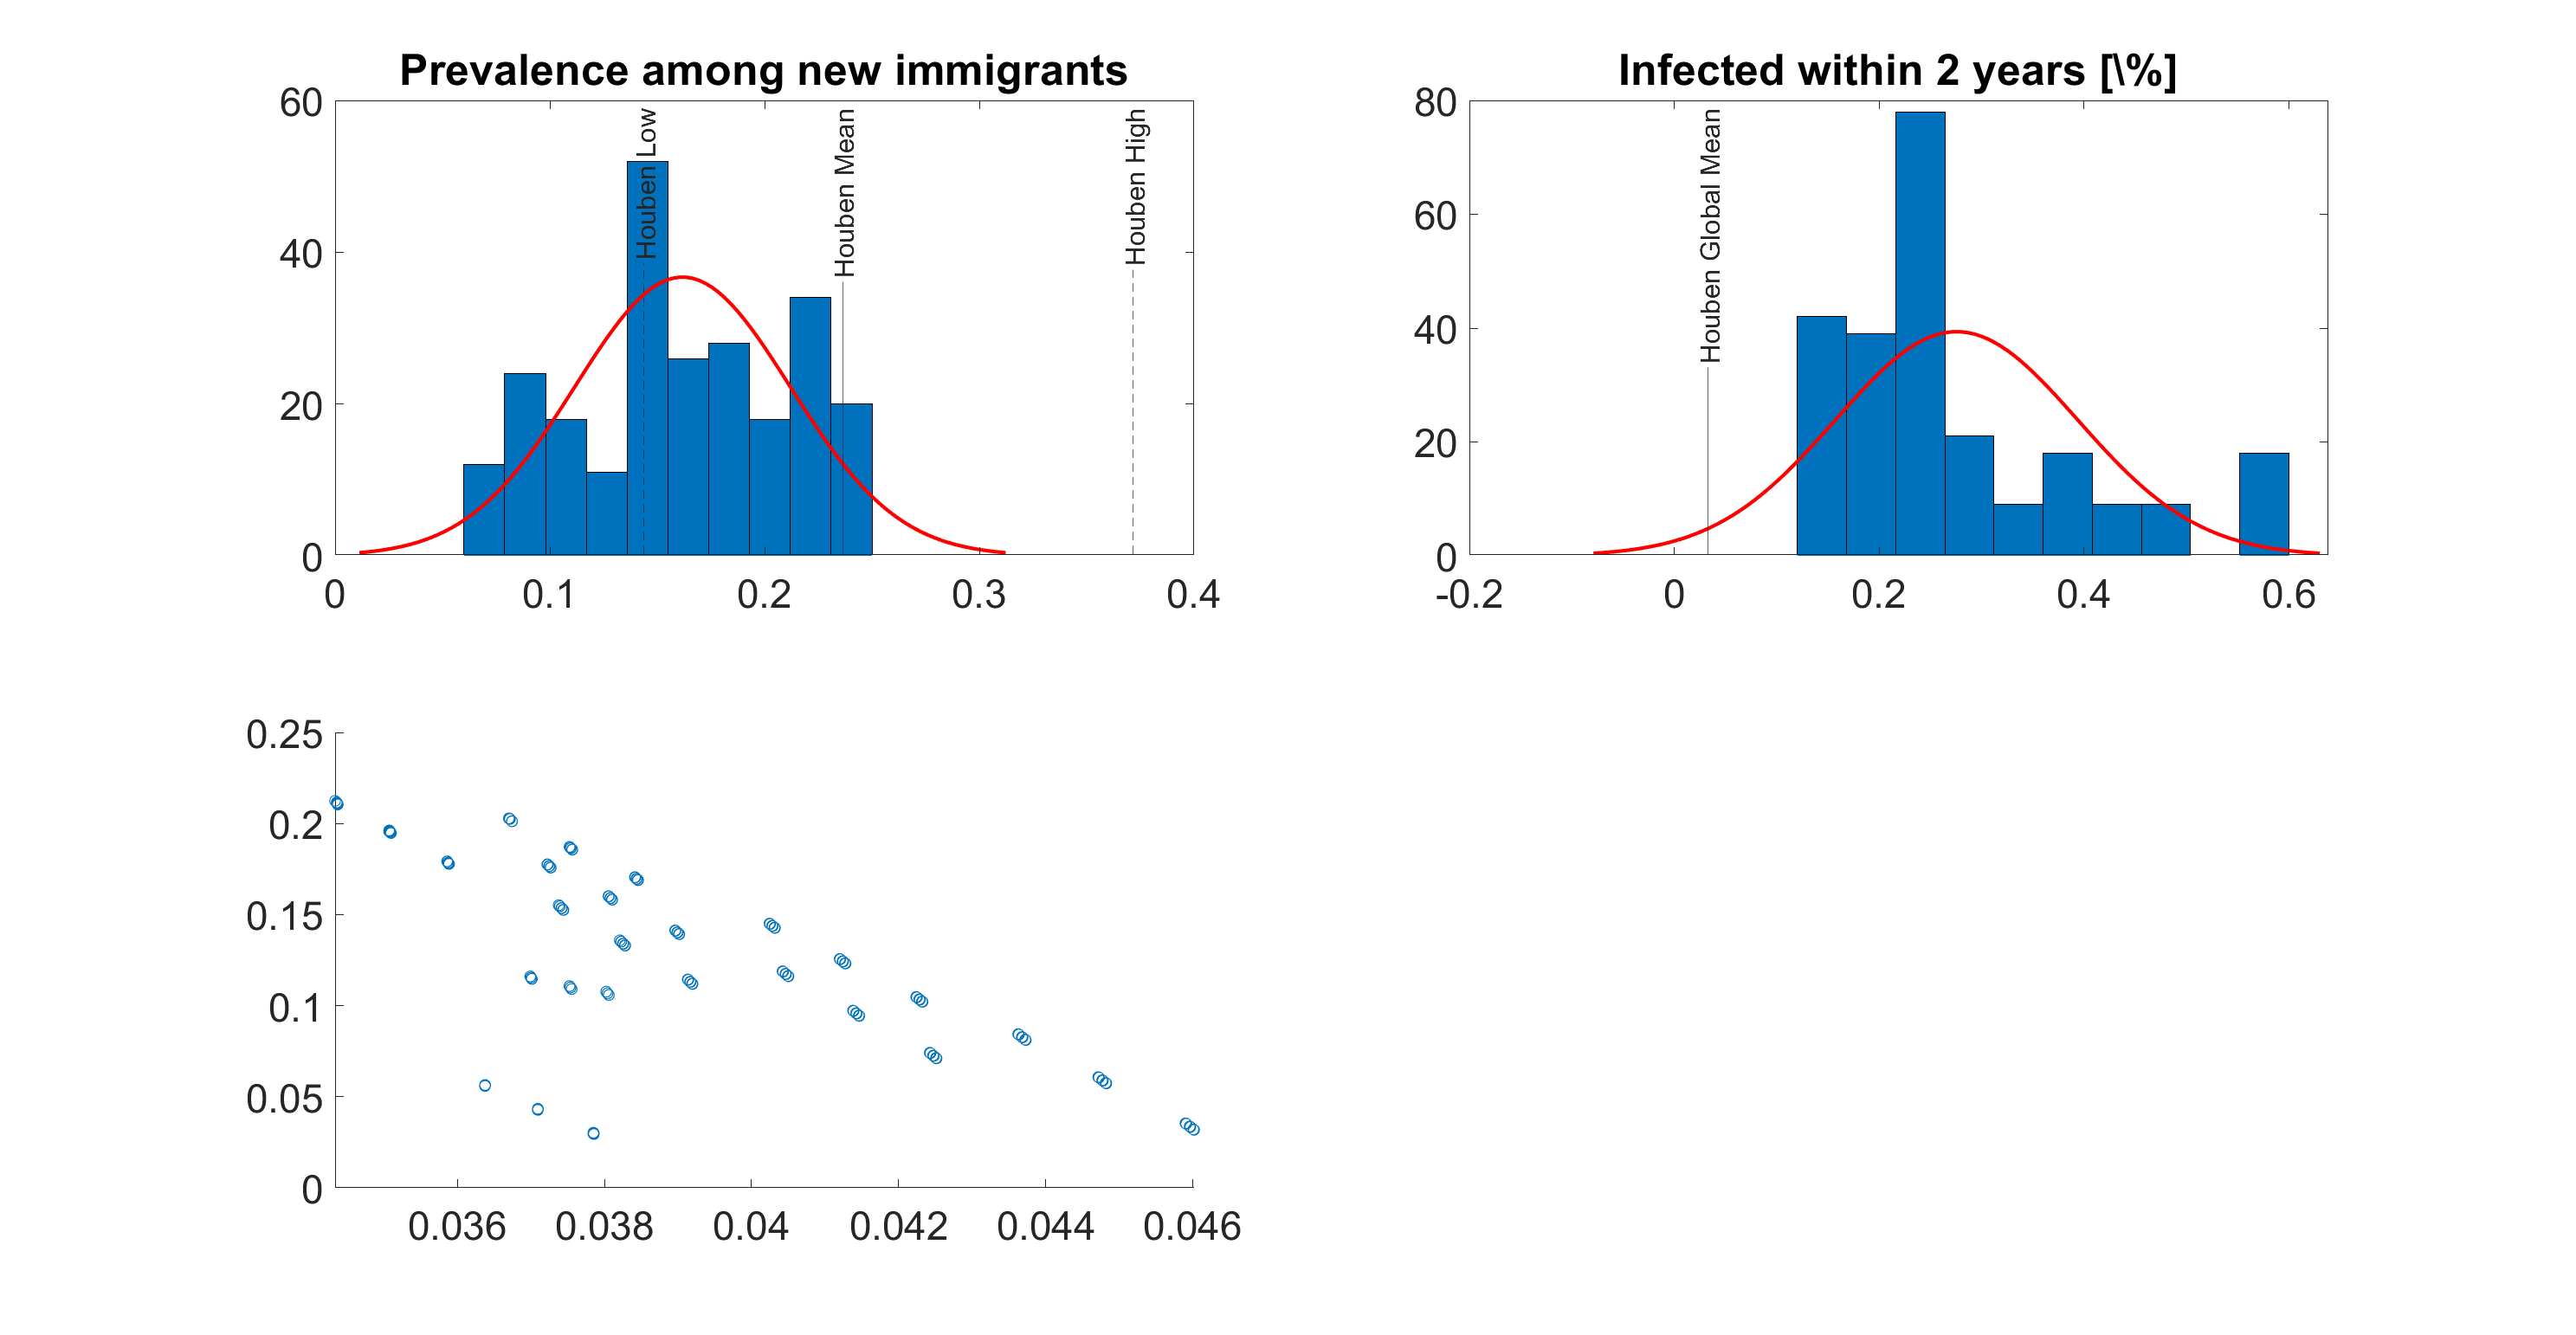 Prevalence among new immigrants
60
40
20
0
0 0.1 0.2 0.3 0.4
Houben Low
Houben Mean
Houben High
Infected within 2 years [\%]
80
60
40
20
0
-0.2 0 0.2 0.4 0.6
Houben Global Mean
0.25
0.2
0.15
0.1
0.05
0
0.036 0.038 0.04 0.042 0.044 0.046